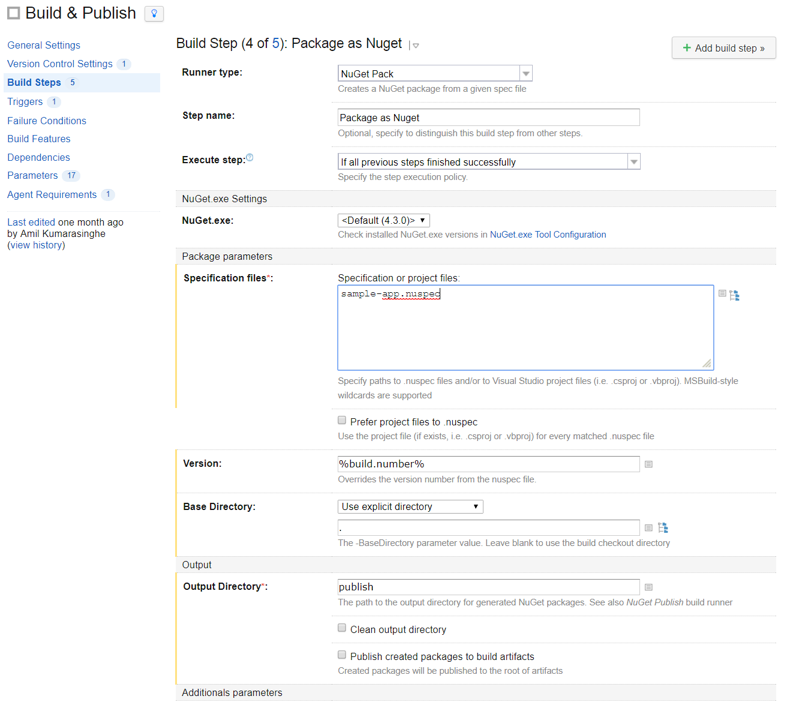 Build & Publish
General Settings
Version Control Settings 1
Build Steps 5
Triggers 1
Failure Conditions
Build Features
Dependencies
Parameters 17
Agent Requirements 1
Last edited one month ago
by Amil Kumarasinghe
(view history)
Build Step (4 of 5): Package as Nuget
+ Add build step »
Runner type:
NuGet Pack
Creates a NuGet package from a given spec file
Step name:
Package as Nuget
Optional, specify to distinguish this build step from other steps.
Execute step:
If all previous steps finished successfully
Specify the step execution policy.
NuGet.exe Settings
NuGet.exe:
<Default (4.3.0)>
Check installed NuGet.exe versions in NuGet.exe Tool Configuration
Package parameters
Specification files*:
Specification or project files:
sample-app.nuspec
Specify paths to .nuspec files and/or to Visual Studio project files (i.e. .csproj or .vbproj). MSBuild-style
wildcards are supported
Prefer project files to .nuspec
Use the project file (if exists, i.e. .csproj or .vbproj) for every matched .nuspec file
Version:
%build.number%
Overrides the version number from the nuspec file.
Base Directory:
Use explicit directory
.
The -BaseDirectory parameter value. Leave blank to use the build checkout directory
Output
Output Directory*:
publish
The path to the output directory for generated NuGet packages. See also NuGet Publish build runner
Clean output directory
Publish created packages to build artifacts
Created packages will be published to the root of artifacts
Additionals parameters